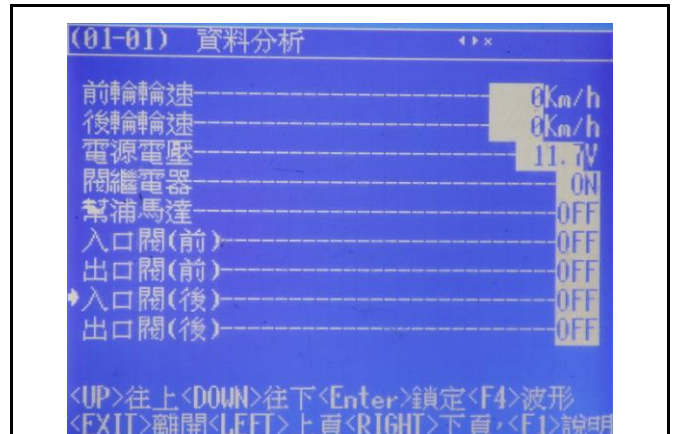 (01-01) 資料分析
前輪輪速 0Km/h
後輪輪速 0Km/h
電源電壓 11.7V
閥繼電器 ON
幫浦馬達 OFF
入口閥(前) OFF
出口閥(前) OFF
入口閥(後) OFF
出口閥(後) OFF
<UP>往上<DOWN>往下<Enter>鎖定<F4>波形
<EXIT>離開<LEFT>上頁<RIGHT>下頁,<F1>說明